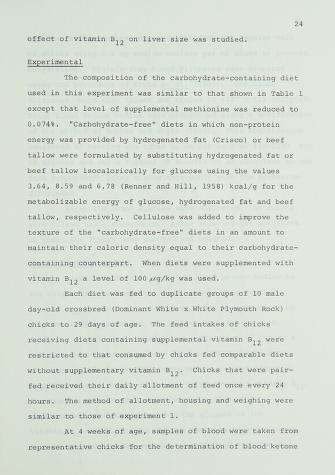 24
effect of vitamin B12 on liver size was studied.
Experimental
The composition of the carbohydrate-containing diet
used in this experiment was similar to that shown in Table 1
except that level of supplemental methionine was reduced to
0.074%. "Carbohydrate-free" diets in which non-protein
energy was provided by hydrogenated fat (Crisco) or beef
tallow were formulated by substituting hydrogenated fat or
beef tallow isocalorically for glucose using the values
3.64, 8.59 and 6.78 (Renner and Hill, 1958) kcal/g for the
metabolizable energy of glucose, hydrogenated fat and beef
tallow, respectively. Cellulose was added to improve the
texture of the "carbohydrate-free" diets in an amount to
maintain their caloric density equal to their carbohydrate-
containing counterpart. When diets were supplemented with
vitamin B12 a level of 100 μg/kg was used.
Each diet was fed to duplicate groups of 10 male
day-old crossbred (Dominant White x White Plymouth Rock)
chicks to 29 days of age. The feed intakes of chicks
receiving diets containing supplemental vitamin B12 were
restricted to that consumed by chicks fed comparable diets
without supplementary vitamin B12. Chicks that were pair-
fed received their daily allotment of feed once every 24
hours. The method of allotment, housing and weighing were
similar to those of experiment 1.
At 4 weeks of age, samples of blood were taken from
representative chicks for the determination of blood ketone